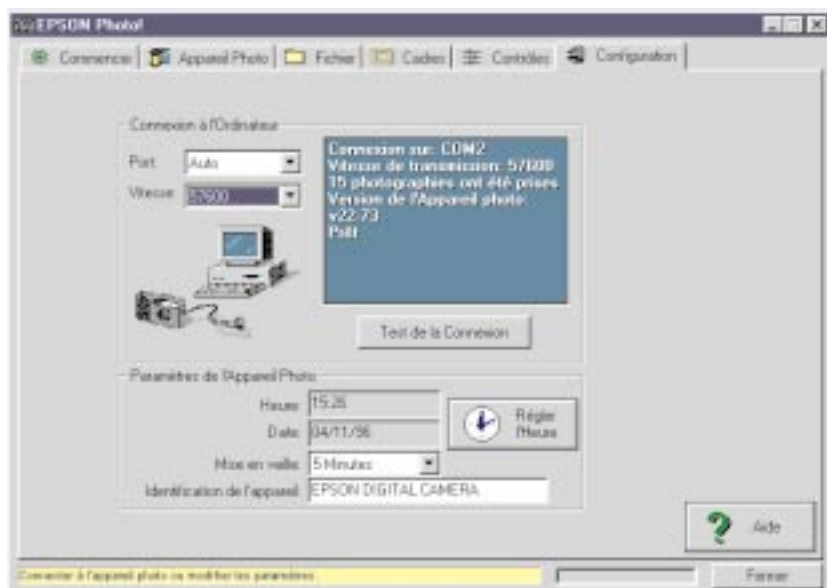 EPSON Photo!
Commencer Appareil Photo Fichier Cadres Contrôles Configuration
Connexion à l'Ordinateur
Port Auto
Vitesse 57600
Connexion sur: COM2
Vitesse de transmission: 57600
15 photographies ont été prises
Version de l'Appareil photo:
v22-73
Prêt
Test de la Connexion
Paramètres de l'Appareil Photo
Heure 15:26
Date 04/11/96
Régler l'Heure
Mise en veille 5 Minutes
Identification de l'appareil EPSON DIGITAL CAMERA
Aide
Connecter à l'appareil photo ou modifier les paramètres.
Fermer